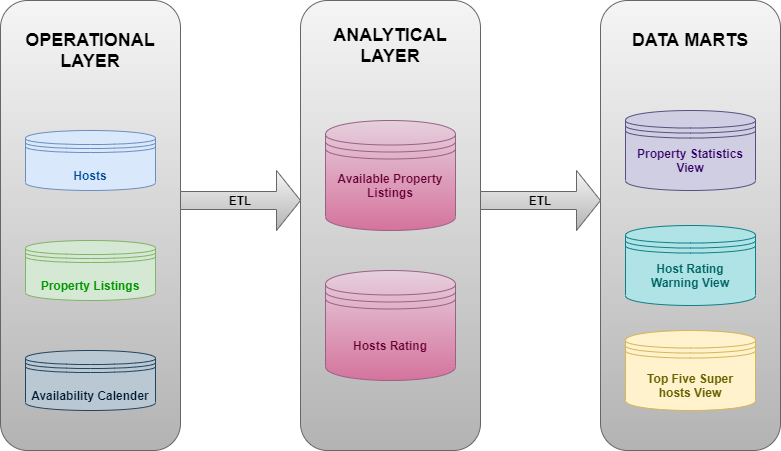 OPERATIONAL
LAYER
Hosts
Property Listings
Availability Calender
ETL
ANALYTICAL
LAYER
Available Property
Listings
Hosts Rating
ETL
DATA MARTS
Property Statistics
View
Host Rating
Warning View
Top Five Super
hosts View